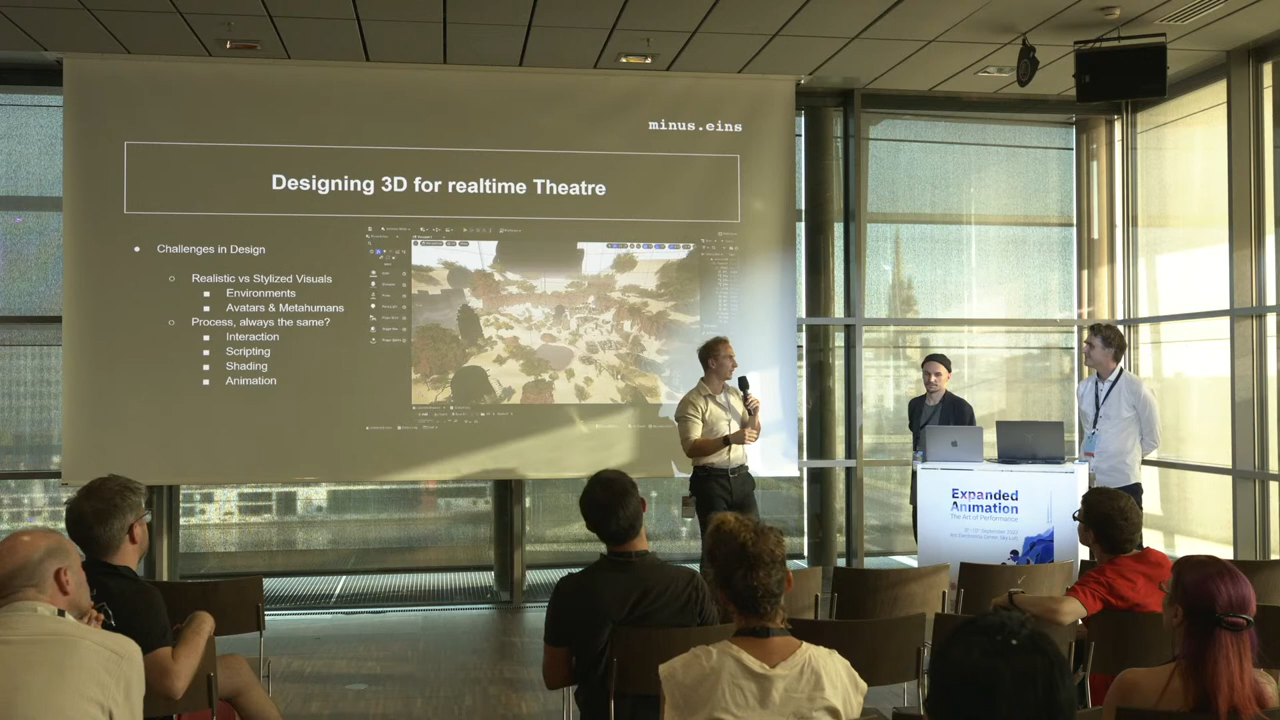 minus.eins
Designing 3D for realtime Theatre
Challenges in Design
Realistic vs Stylized Visuals
Environments
Avatars & Metahumans
Process, always the same?
Interaction
Scripting
Shading
Animation
Expanded
Animation
The Art of Performance